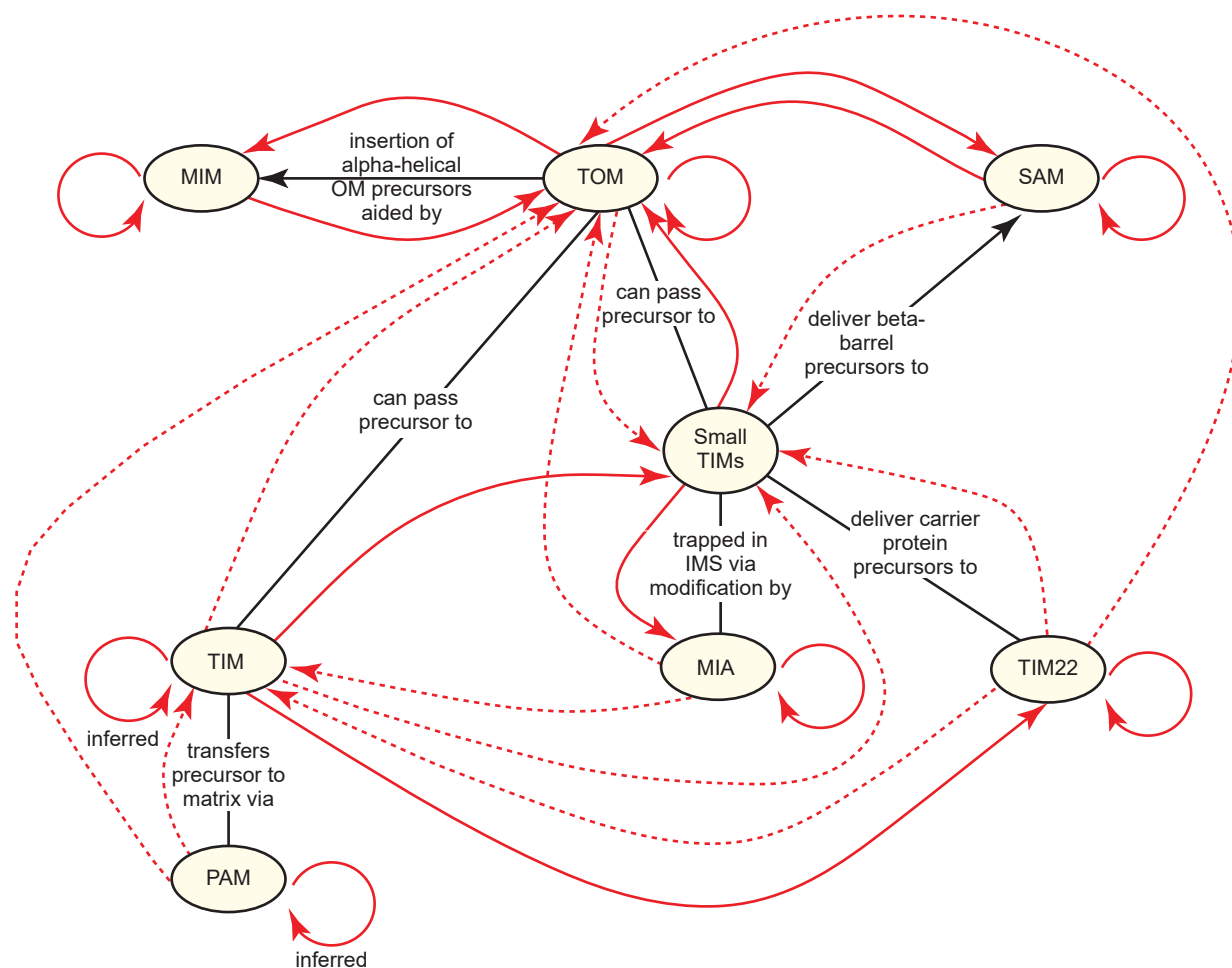 insertion of
alpha-helical
OM precursors
aided by
MIM
TOM
SAM
can pass
precursor to
deliver beta-
barrel
precursors to
can pass
precursor to
Small
TIMs
deliver carrier
protein
precursors to
trapped in
IMS via
modification by
TIM
MIA
TIM22
inferred
transfers
precursor to
matrix via
PAM
inferred